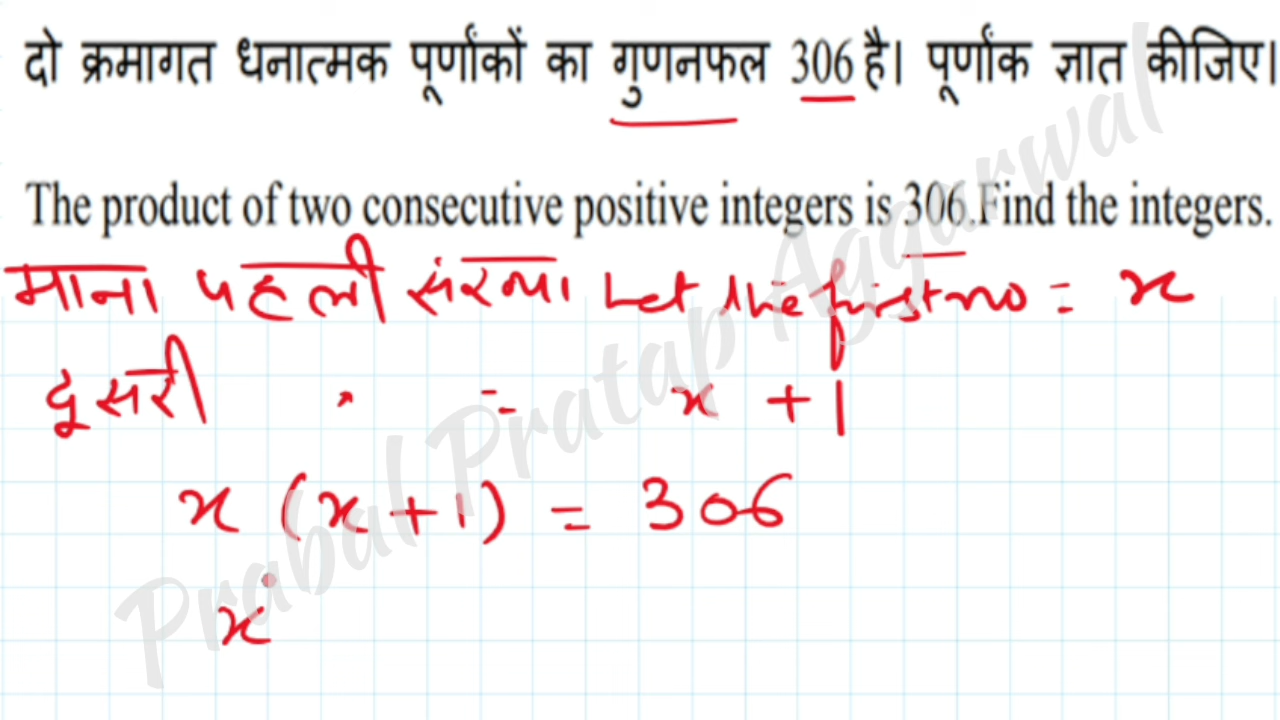 दो क्रमागत धनात्मक पूर्णांकों का गुणनफल 306 है। पूर्णांक ज्ञात कीजिए।
The product of two consecutive positive integers is 306.Find the integers.
माना पहली संख्या Let the first no = x
दूसरी " = x + 1
x (x + 1) = 306
x
Prabal Pratap Aggarwal